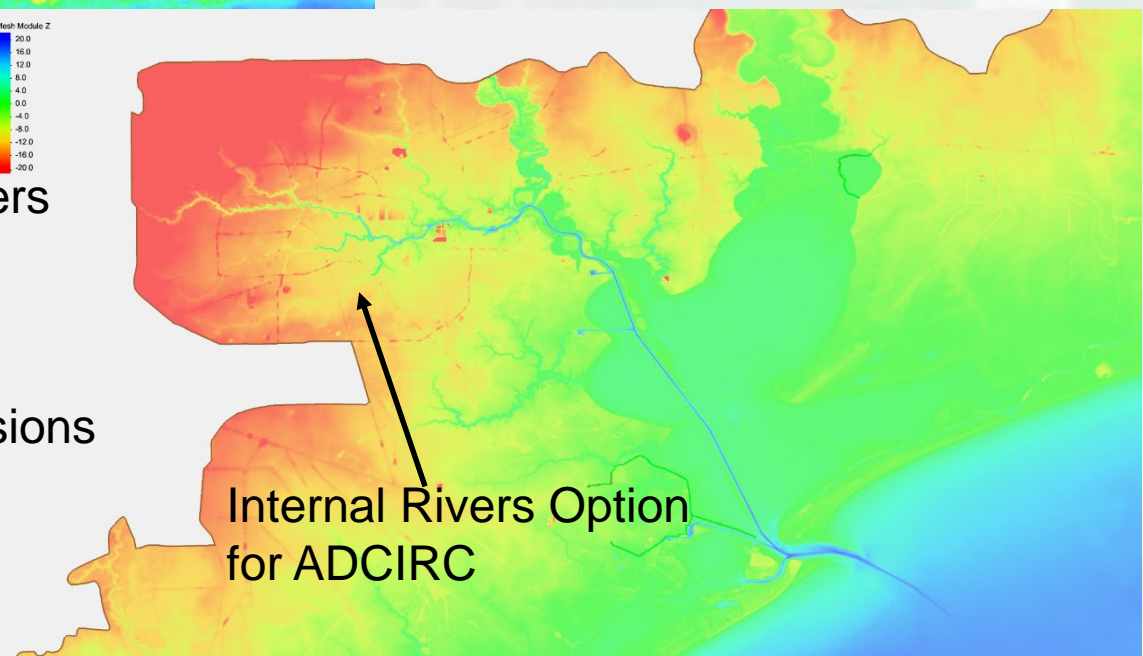 Mesh Module Z
20.0
16.0
12.0
8.0
4.0
0.0
-4.0
-8.0
-12.0
-16.0
-20.0
ers
sions
Internal Rivers Option
for ADCIRC